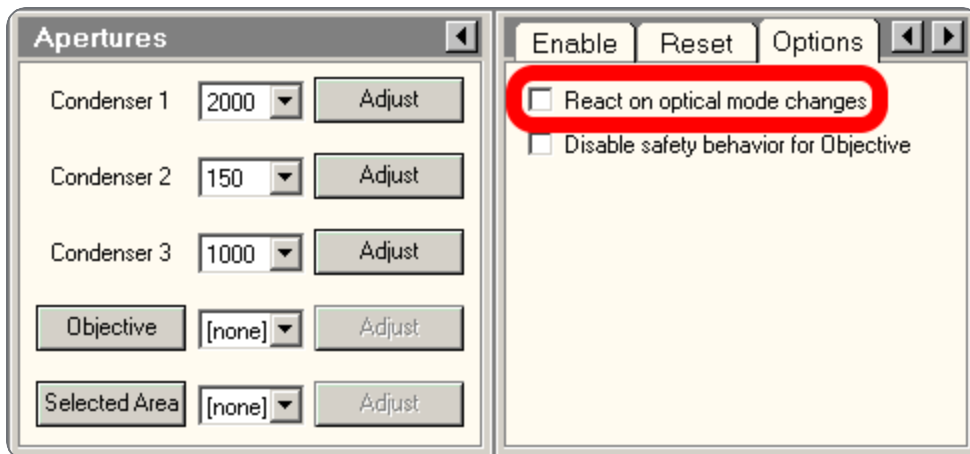 Apertures
Condenser 1 2000 Adjust
Condenser 2 150 Adjust
Condenser 3 1000 Adjust
Objective [none] Adjust
Selected Area [none] Adjust
Enable Reset Options
React on optical mode changes
Disable safety behavior for Objective